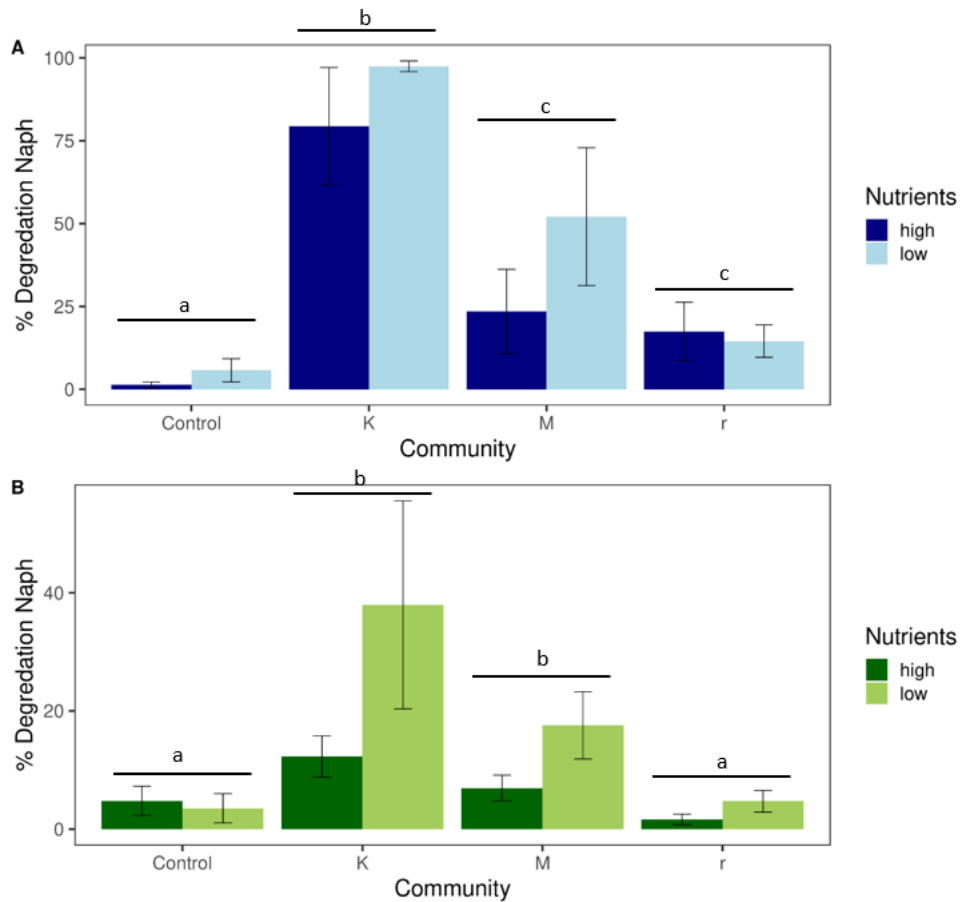 A
b
100
75
50
25
0
% Degredation Naph
a
c
c
Control K M r
Community
Nutrients
high
low
B
b
40
20
0
% Degredation Naph
a
b
a
Control K M r
Community
Nutrients
high
low